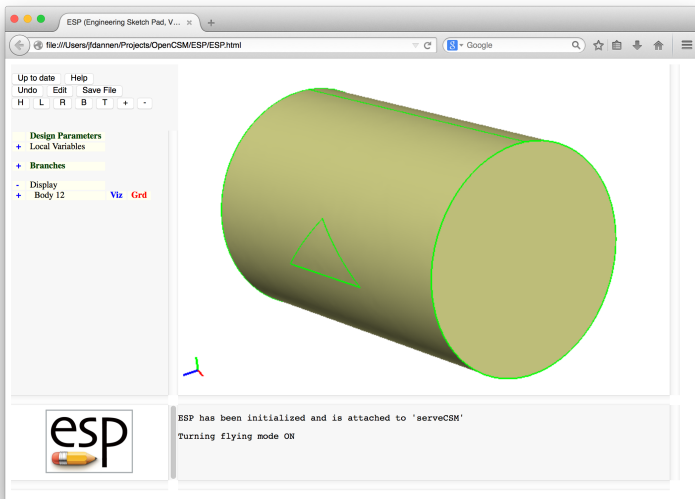 ESP (Engineering Sketch Pad, V...
file:///Users/jfdannen/Projects/OpenCSM/ESP/ESP.html
Google
Up to date Help
Undo Edit Save File
H L R B T + -
Design Parameters
+ Local Variables
+ Branches
- Display
+ Body 12 Viz Grd
esp
ESP has been initialized and is attached to 'serveCSM'
Turning flying mode ON